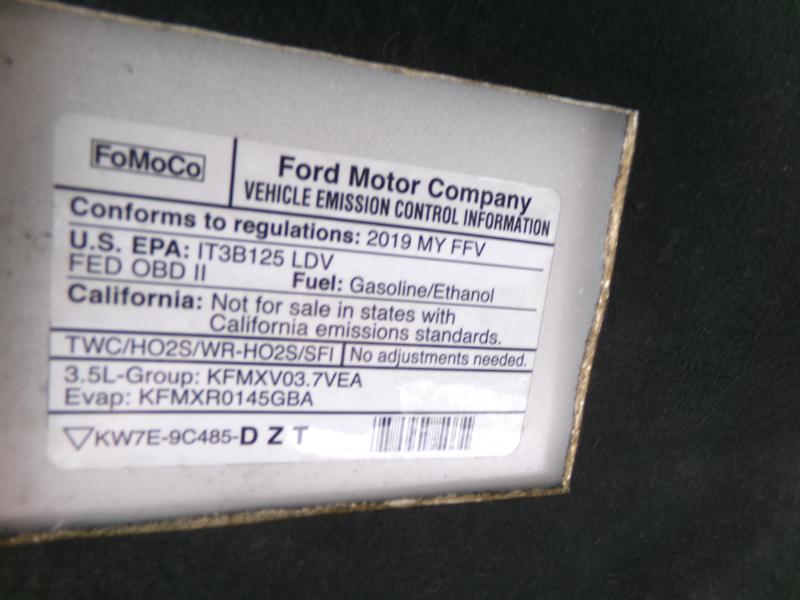 FoMoCo
Ford Motor Company
VEHICLE EMISSION CONTROL INFORMATION
Conforms to regulations: 2019 MY FFV
U.S. EPA: IT3B125 LDV
FED OBD II Fuel: Gasoline/Ethanol
California: Not for sale in states with
California emissions standards.
TWC/HO2S/WR-HO2S/SFI No adjustments needed.
3.5L-Group: KFMXV03.7VEA
Evap: KFMXR0145GBA
KW7E-9C485-D Z T